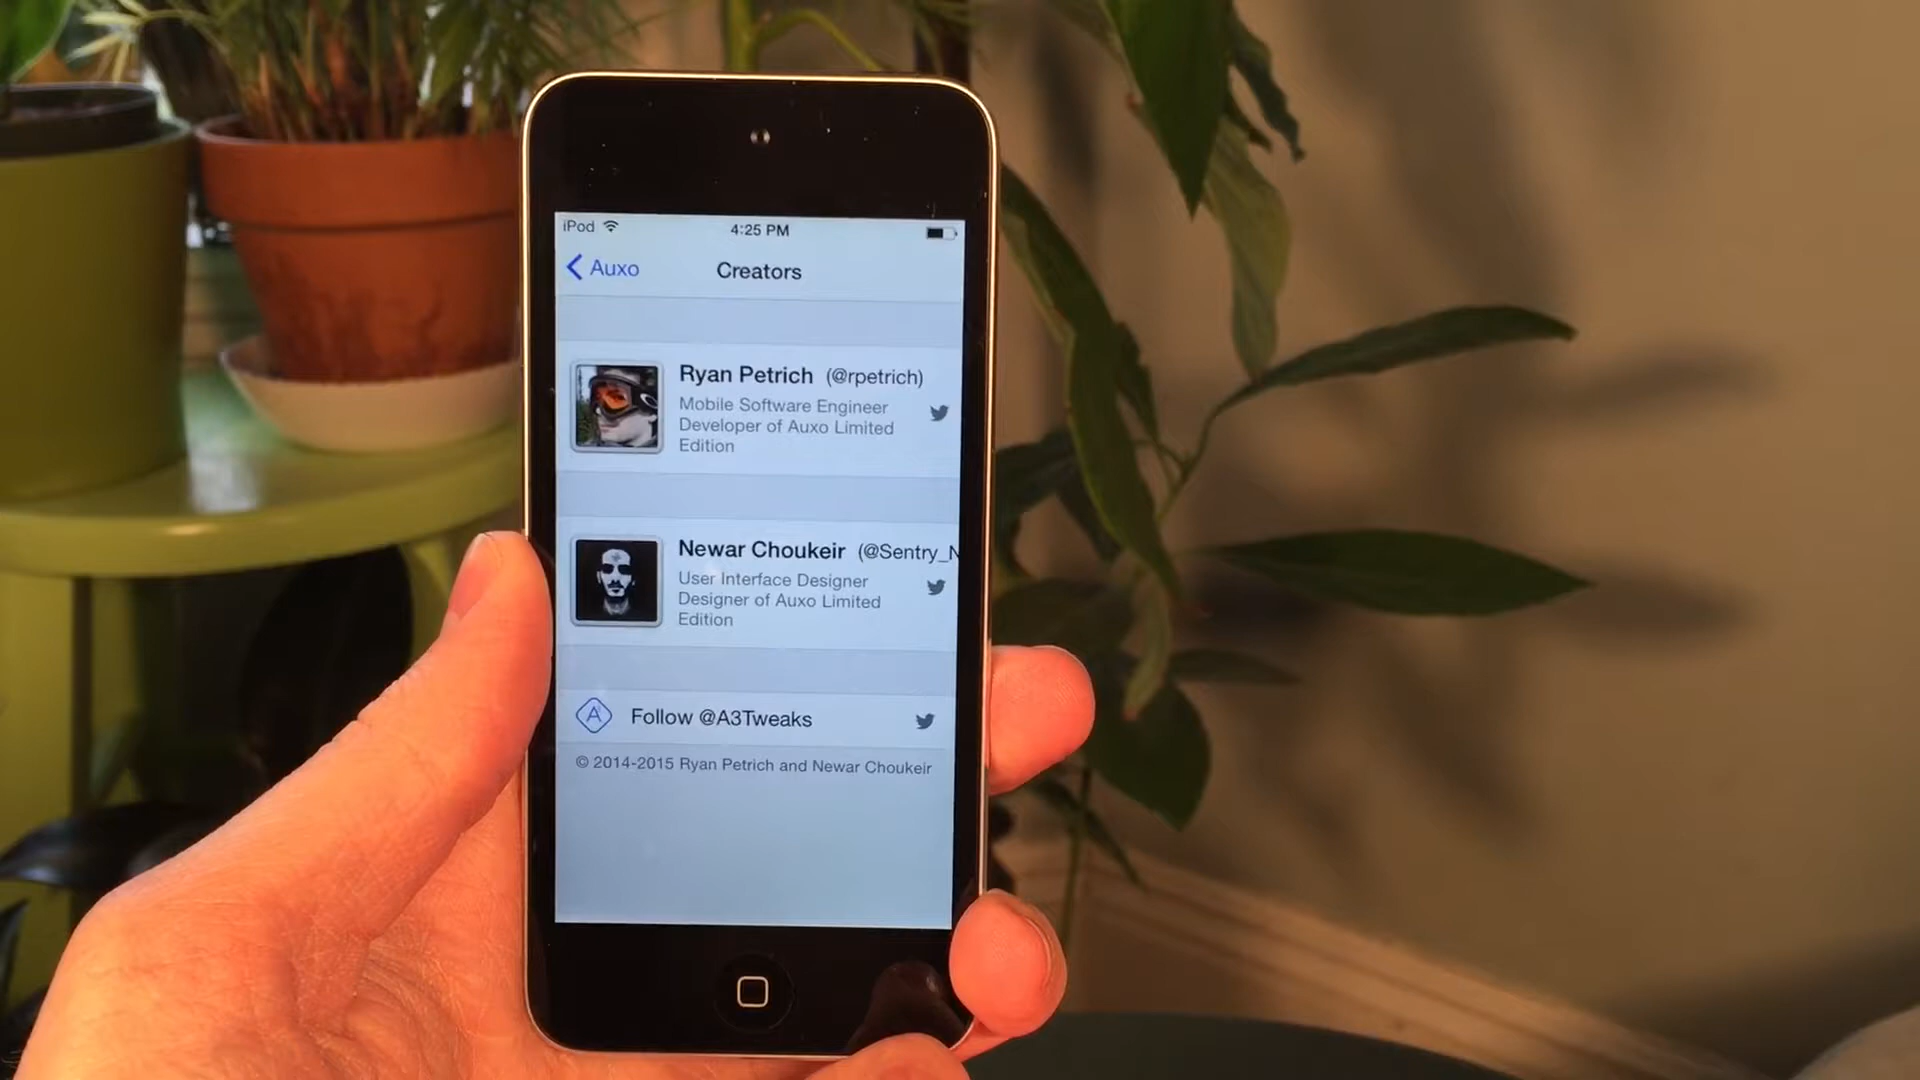 iPod 4:25 PM
Auxo Creators
Ryan Petrich (@rpetrich)
Mobile Software Engineer
Developer of Auxo Limited
Edition
Newar Choukeir (@Sentry_N
User Interface Designer
Designer of Auxo Limited
Edition
A Follow @A3Tweaks
© 2014-2015 Ryan Petrich and Newar Choukeir